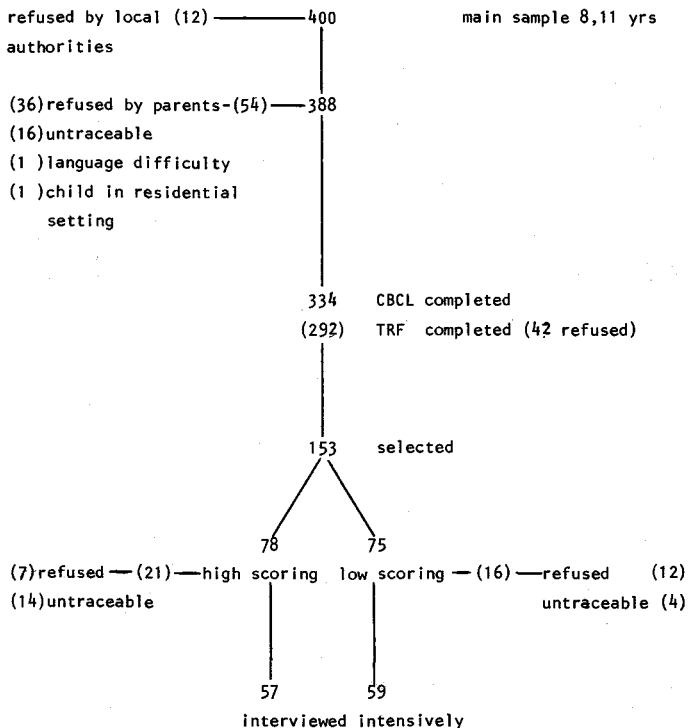 refused by local (12) 400 main sample 8,11 yrs
authorities
(36)refused by parents-(54) 388
(16)untraceable
(1 )language difficulty
(1 )child in residential
setting
334 CBCL completed
(292) TRF completed (42 refused)
153 selected
78 75
(7)refused (21) high scoring low scoring (16) refused (12)
(14)untraceable untraceable (4)
57 59
interviewed intensively